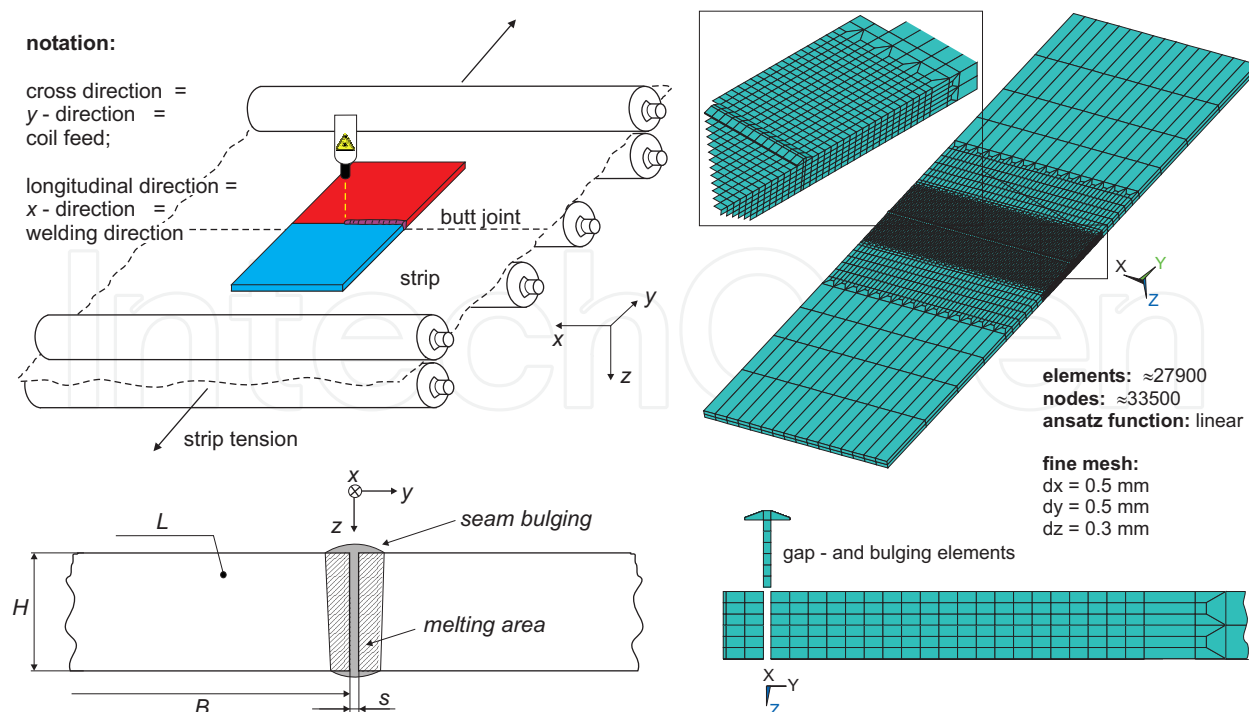 notation:
cross direction =
y - direction =
coil feed;
longitudinal direction =
x - direction =
welding direction
butt joint
strip
y
x
z
strip tension
x
y
z
seam bulging
L
H
melting area
B
s
X
Y
Z
elements: ≈27900
nodes: ≈33500
ansatz function: linear
fine mesh:
dx = 0.5 mm
dy = 0.5 mm
dz = 0.3 mm
gap - and bulging elements
X
Y
Z
IntechOpen